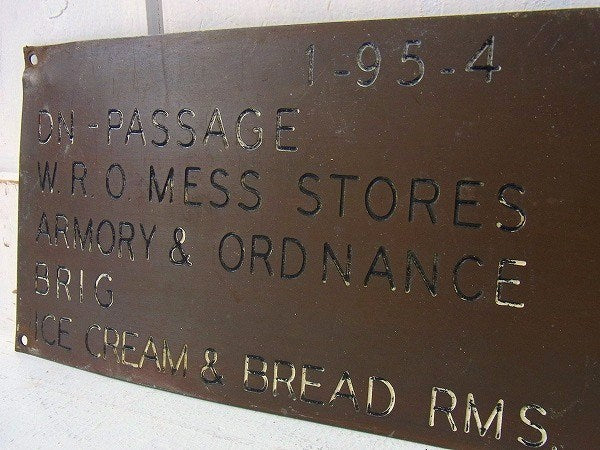 1-95-4
DN-PASSAGE
W.R.O. MESS STORES
ARMORY & ORDNANCE
BRIG
ICE CREAM & BREAD RMS.